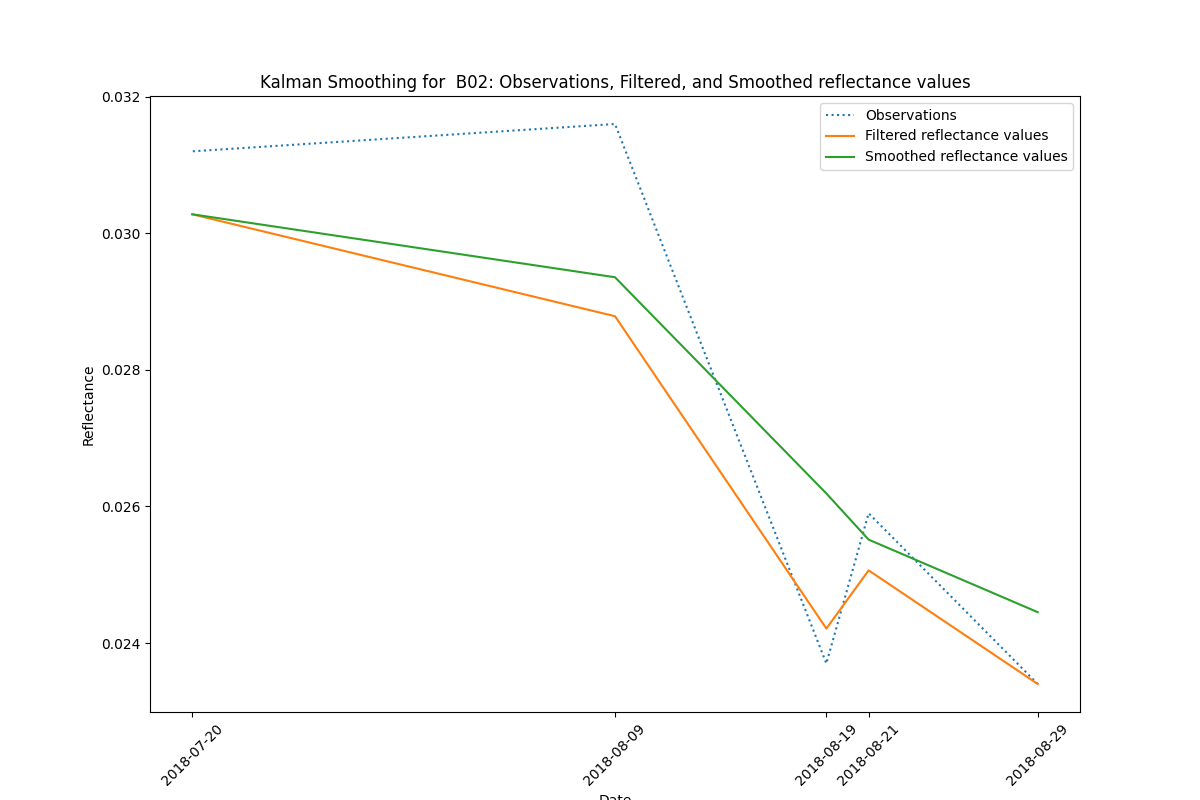 Kalman Smoothing for  B02: Observations, Filtered, and Smoothed reflectance values
Observations
Filtered reflectance values
Smoothed reflectance values
Reflectance
0.032
0.030
0.028
0.026
0.024
2018-07-20
2018-08-09
2018-08-19
2018-08-21
2018-08-29
Date